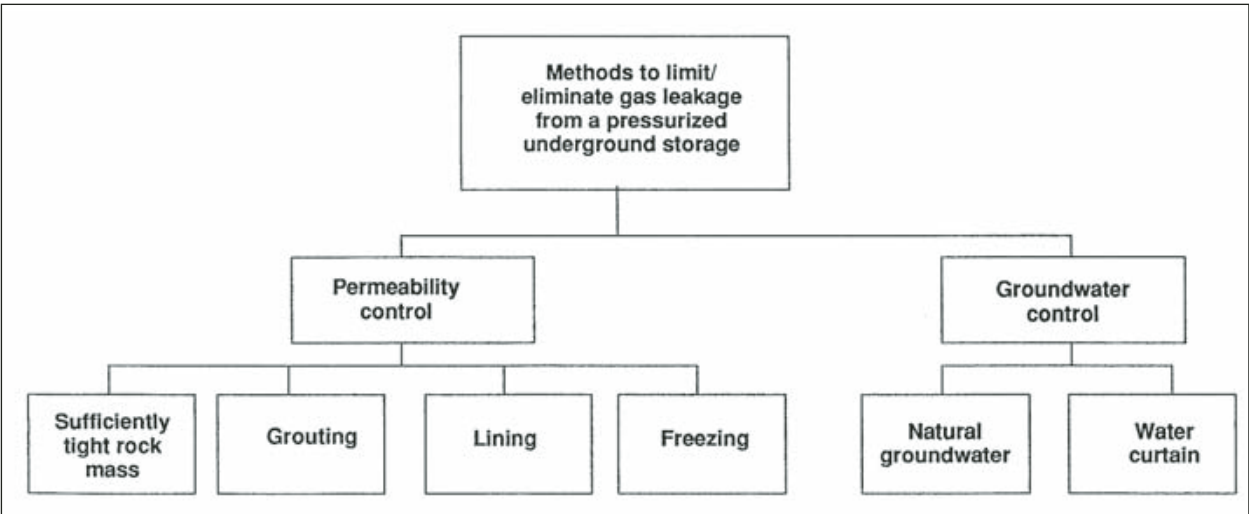 Methods to limit/
eliminate gas leakage
from a pressurized
underground storage
Permeability
control
Groundwater
control
Sufficiently
tight rock
mass
Grouting
Lining
Freezing
Natural
groundwater
Water
curtain